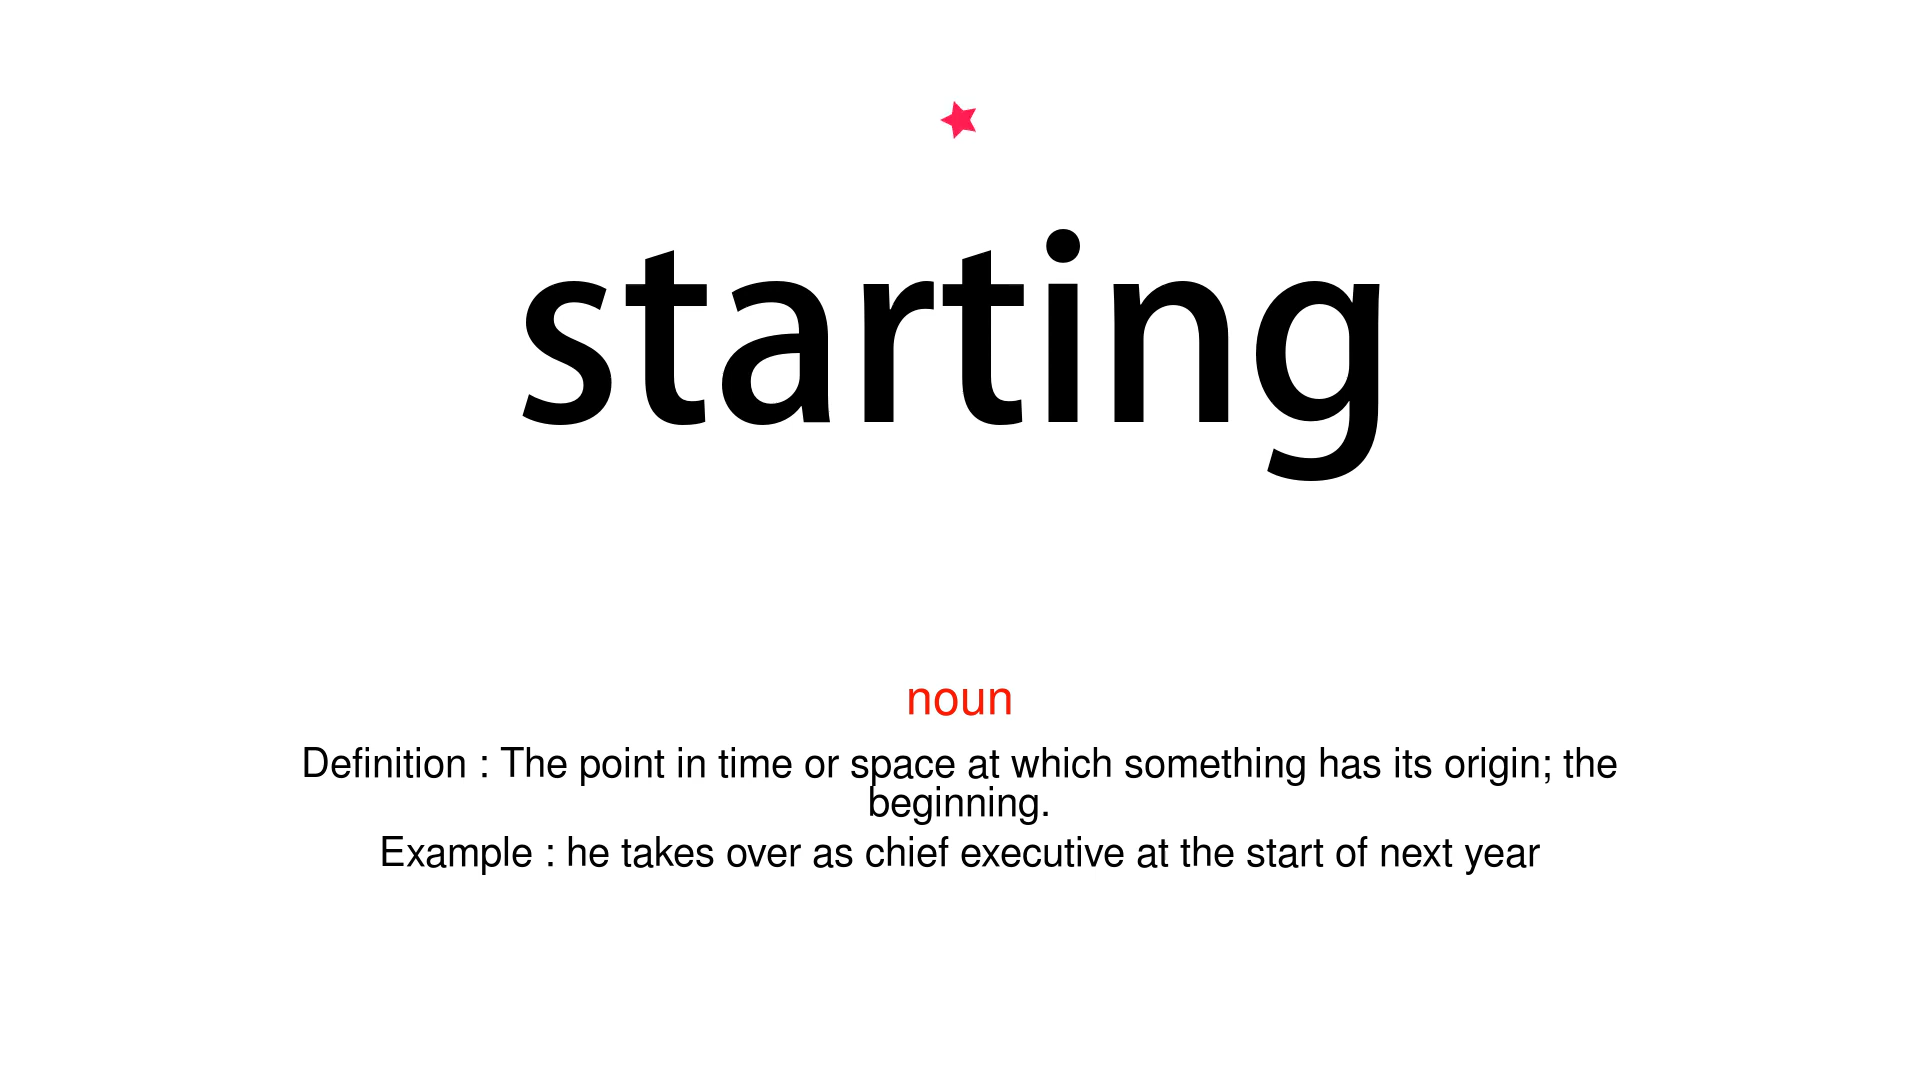 starting
noun
Definition : The point in time or space at which something has its origin; the
beginning.
Example : he takes over as chief executive at the start of next year